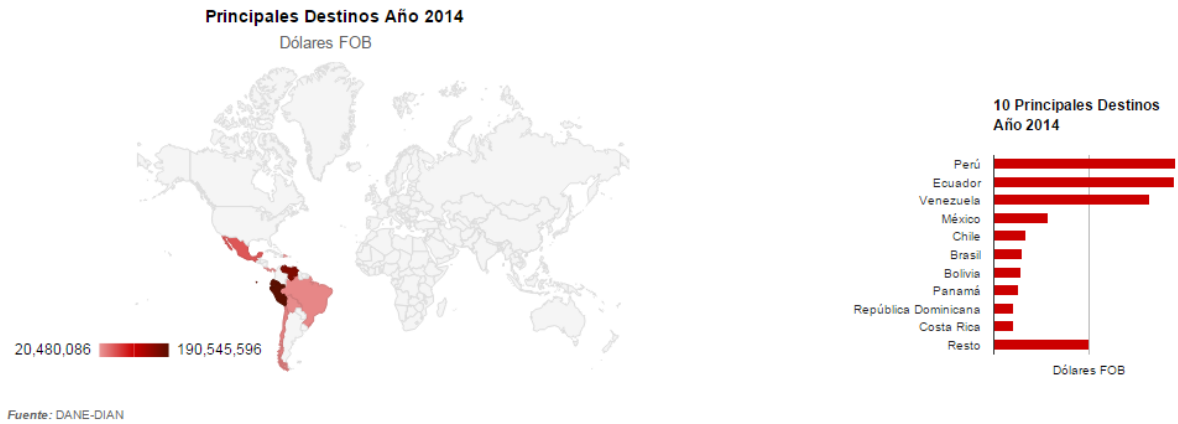 Principales Destinos Año 2014
Dólares FOB
20,480,086
190,545,596
10 Principales Destinos
Año 2014
Perú
Ecuador
Venezuela
México
Chile
Brasil
Bolivia
Panamá
República Dominicana
Costa Rica
Resto
Dólares FOB
Fuente: DANE-DIAN